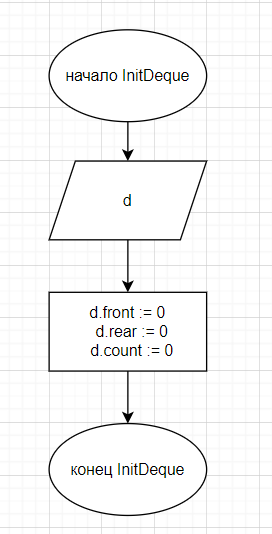 начало InitDeque
d
d.front := 0
d.rear := 0
d.count := 0
конец InitDeque